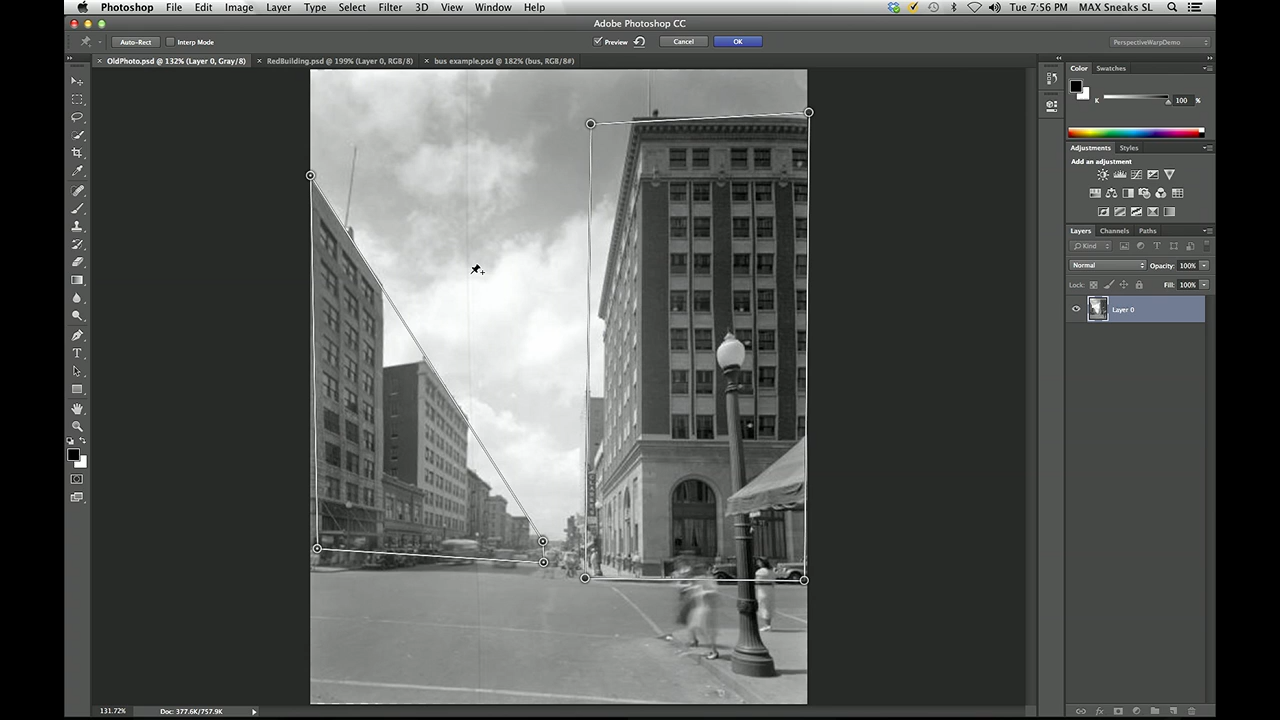 Photoshop File Edit Image Layer Type Select Filter 3D View Window Help Tue 7:56 PM MAX Sneaks SL
Adobe Photoshop CC
Auto-Rect Interp Mode Preview Cancel OK PerspectiveWarpDemo
× OldPhoto.psd @ 132% (Layer 0, Gray/8) × RedBuilding.psd @ 199% (Layer 0, RGB/8) × bus example.psd @ 182% (bus, RGB/8#)
Color Swatches
K 100 %
Adjustments Styles
Add an adjustment
Layers Channels Paths
Kind
Normal Opacity: 100%
Lock: Fill: 100%
Layer 0
131.72% Doc: 377.6K/757.9K